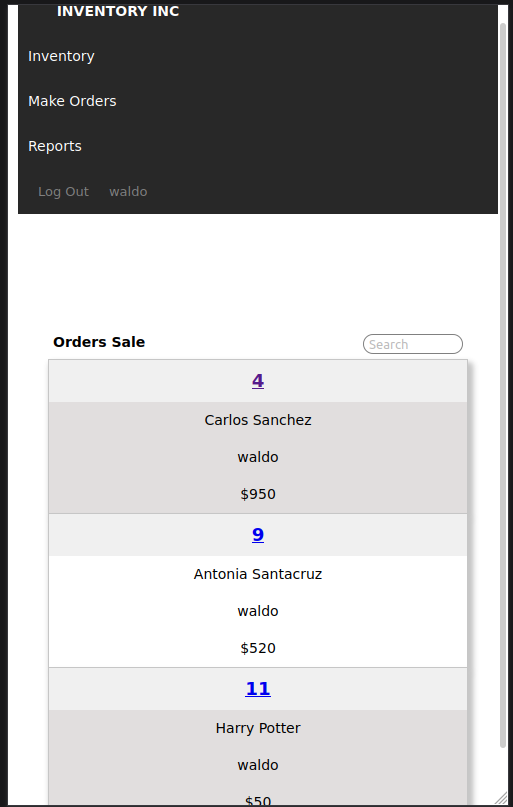 INVENTORY INC
Inventory
Make Orders
Reports
Log Out waldo
Orders Sale Search
4
Carlos Sanchez
waldo
$950
9
Antonia Santacruz
waldo
$520
11
Harry Potter
waldo
$50